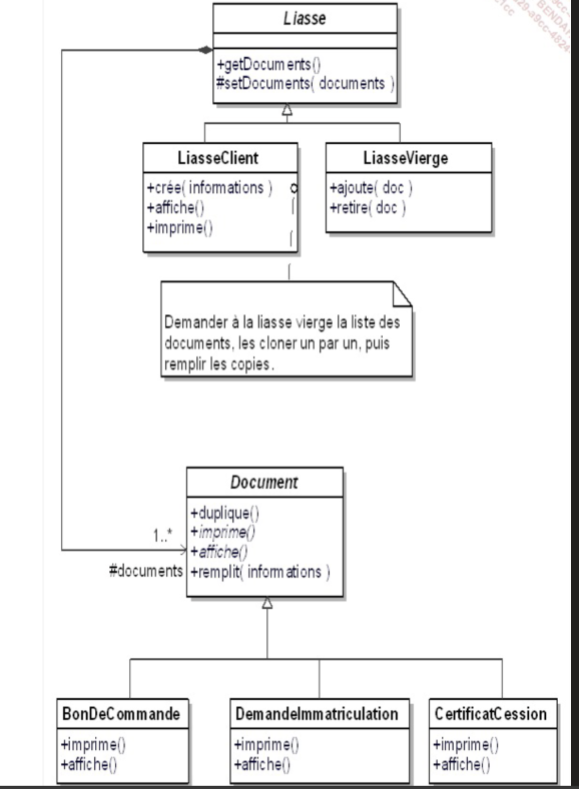 Liasse
+getDocuments()
#setDocuments( documents )
LiasseClient
+crée( informations )
+affiche()
+imprime()
LiasseVierge
+ajoute( doc )
+retire( doc )
Demander à la liasse vierge la liste des
documents, les cloner un par un, puis
remplir les copies.
Document
+duplique()
+imprime()
+affiche()
+remplit( informations )
1..*
#documents
BonDeCommande
+imprime()
+affiche()
DemandeImmatriculation
+imprime()
+affiche()
CertificatCession
+imprime()
+affiche()